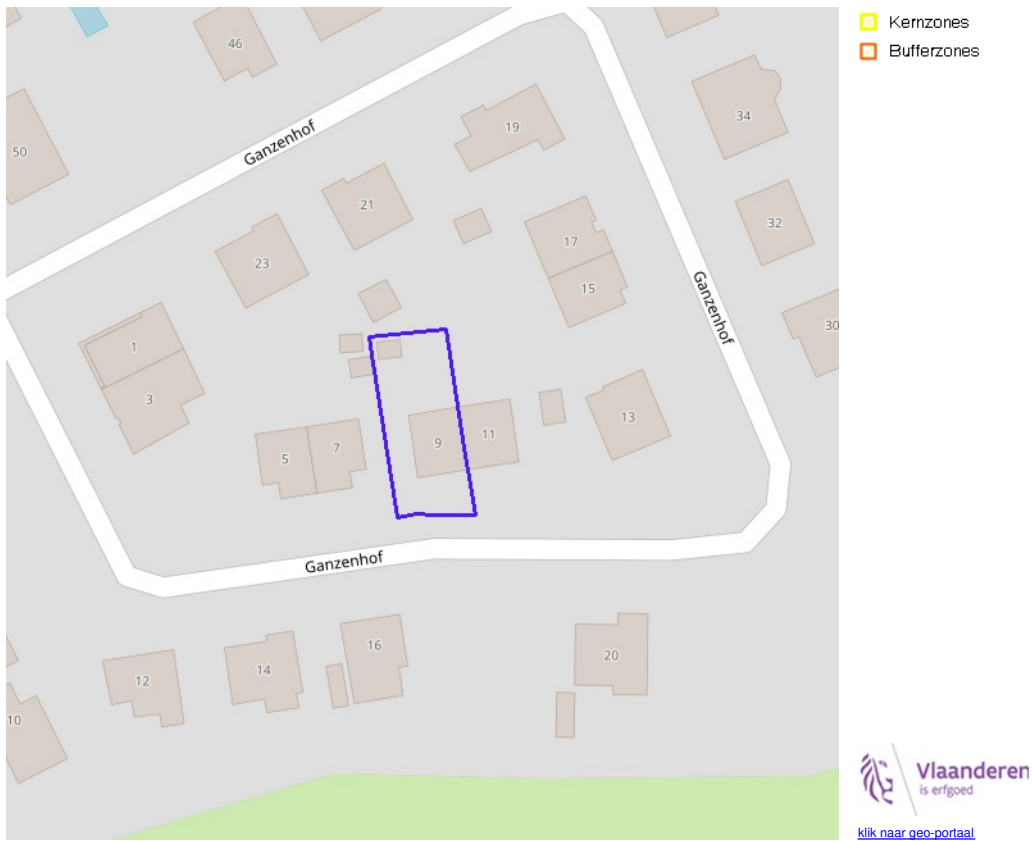 Kernzones
Bufferzones
46
50
Ganzenhof
19
34
21
32
17
23
15
Ganzenhof
30
1
3
13
11
9
7
5
Ganzenhof
16
20
14
12
10
Vlaanderen
is erfgoed
klik naar geo-portaal